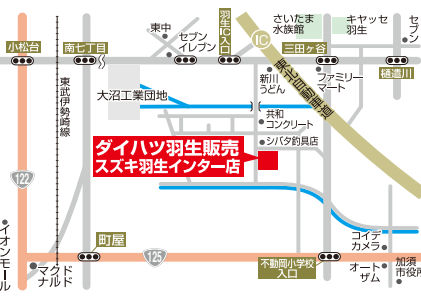 小松台
南七丁目
東中
セブン
イレブン
羽生
IC
入口
IC
さいたま
水族館
キヤッセ
羽生
セブン
三田ヶ谷
樋遣川
東武伊勢崎線
大沼工業団地
新川
うどん
ファミリー
マート
東北自動車道
共和
コンクリート
シバタ釣具店
ダイハツ羽生販売
スズキ羽生インター店
122
町屋
125
不動岡小学校
入口
コイデ
カメラ
オート
ザム
加須
市役所
イオンモール
マクド
ナルド